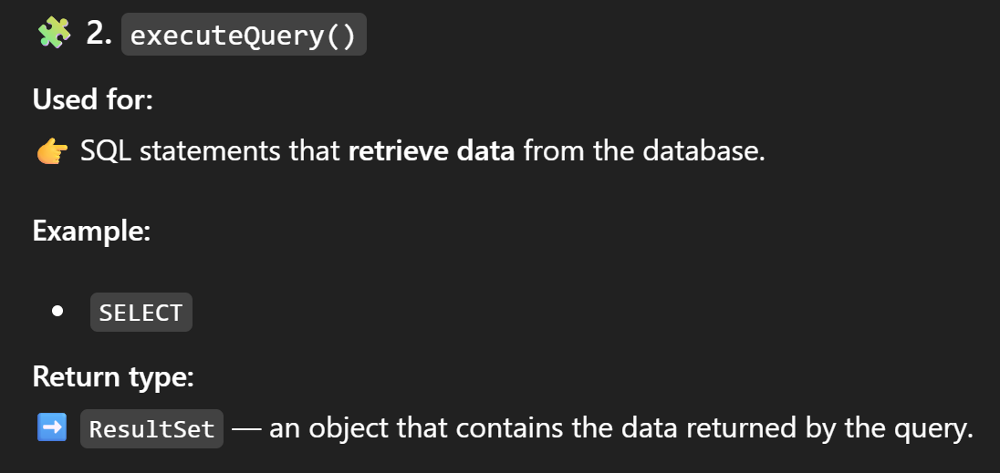 🧩 2. executeQuery()
Used for:
👉 SQL statements that retrieve data from the database.
Example:
• SELECT
Return type:
➡️ ResultSet — an object that contains the data returned by the query.